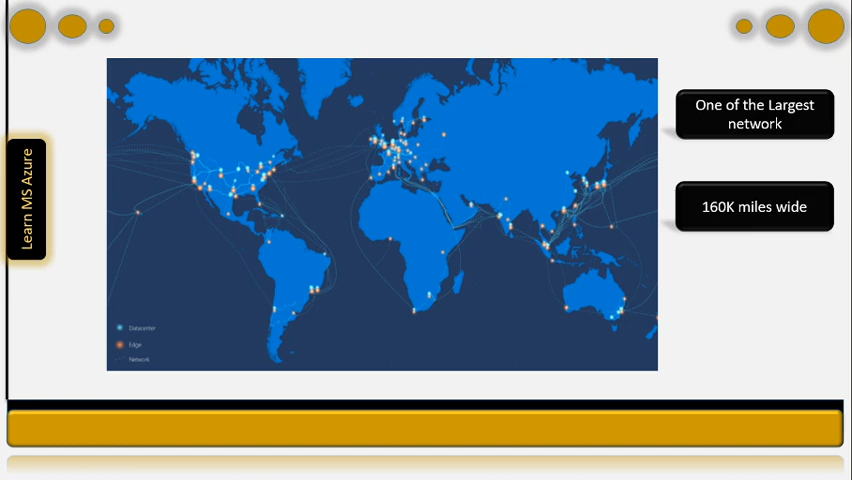 One of the Largest
network
Learn MS Azure
160K miles wide
Datacenter
Edge
Network